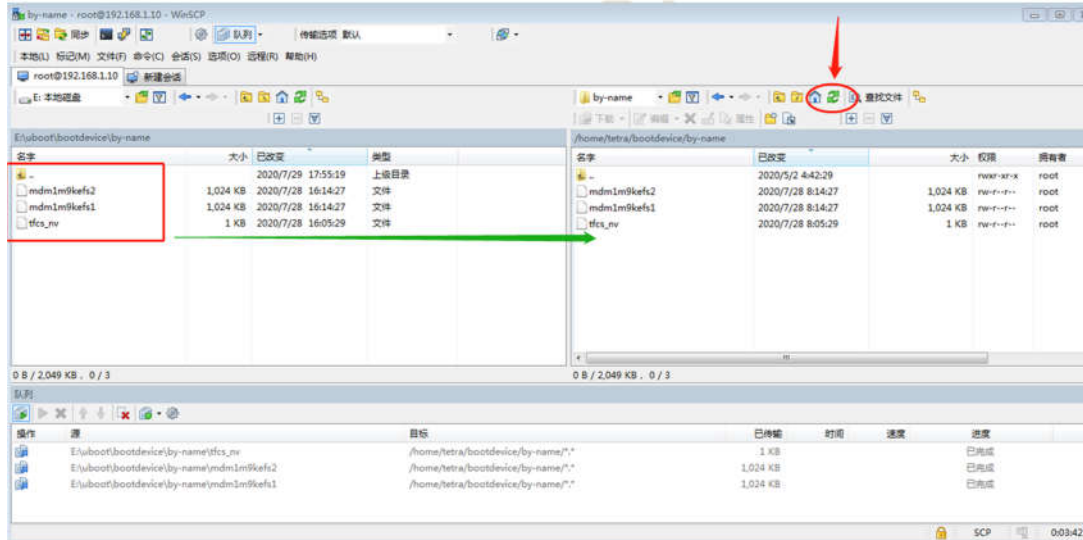 by-name - root@192.168.1.10 - WinSCP
同步 队列 传输选项 默认
本地(L) 标记(M) 文件(F) 命令(C) 会话(S) 选项(O) 远程(R) 帮助(H)
root@192.168.1.10 新建会话
E: 本地磁盘 by-name 查找文件
下载 编辑 属性
E:\uboot\bootdevice\by-name /home/tetra/bootdevice/by-name
名字 大小 已改变 类型 名字 已改变 大小 权限 拥有者
.. 2020/7/29 17:55:19 上级目录 .. 2020/5/2 4:42:29 rwxr-xr-x root
mdm1m9kefs2 1,024 KB 2020/7/28 16:14:27 文件 mdm1m9kefs2 2020/7/28 8:14:27 1,024 KB rw-r--r-- root
mdm1m9kefs1 1,024 KB 2020/7/28 16:14:27 文件 mdm1m9kefs1 2020/7/28 8:14:27 1,024 KB rw-r--r-- root
tfcs_nv 1 KB 2020/7/28 16:05:29 文件 tfcs_nv 2020/7/28 8:05:29 1 KB rw-r--r-- root
0 B / 2,049 KB , 0 / 3 0 B / 2,049 KB , 0 / 3
队列
操作 源 目标 已传输 时间 速度 进度
E:\uboot\bootdevice\by-name\tfcs_nv /home/tetra/bootdevice/by-name/*.* 1 KB 已完成
E:\uboot\bootdevice\by-name\mdm1m9kefs2 /home/tetra/bootdevice/by-name/*.* 1,024 KB 已完成
E:\uboot\bootdevice\by-name\mdm1m9kefs1 /home/tetra/bootdevice/by-name/*.* 1,024 KB 已完成
SCP 0:03:42